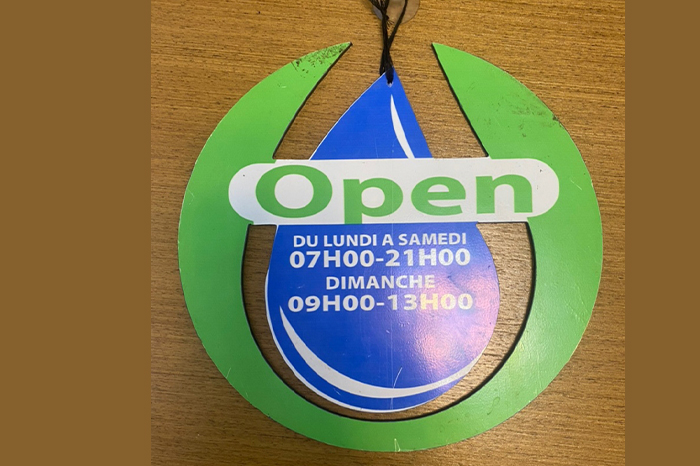 Open
DU LUNDI A SAMEDI
07H00-21H00
DIMANCHE
09H00-13H00